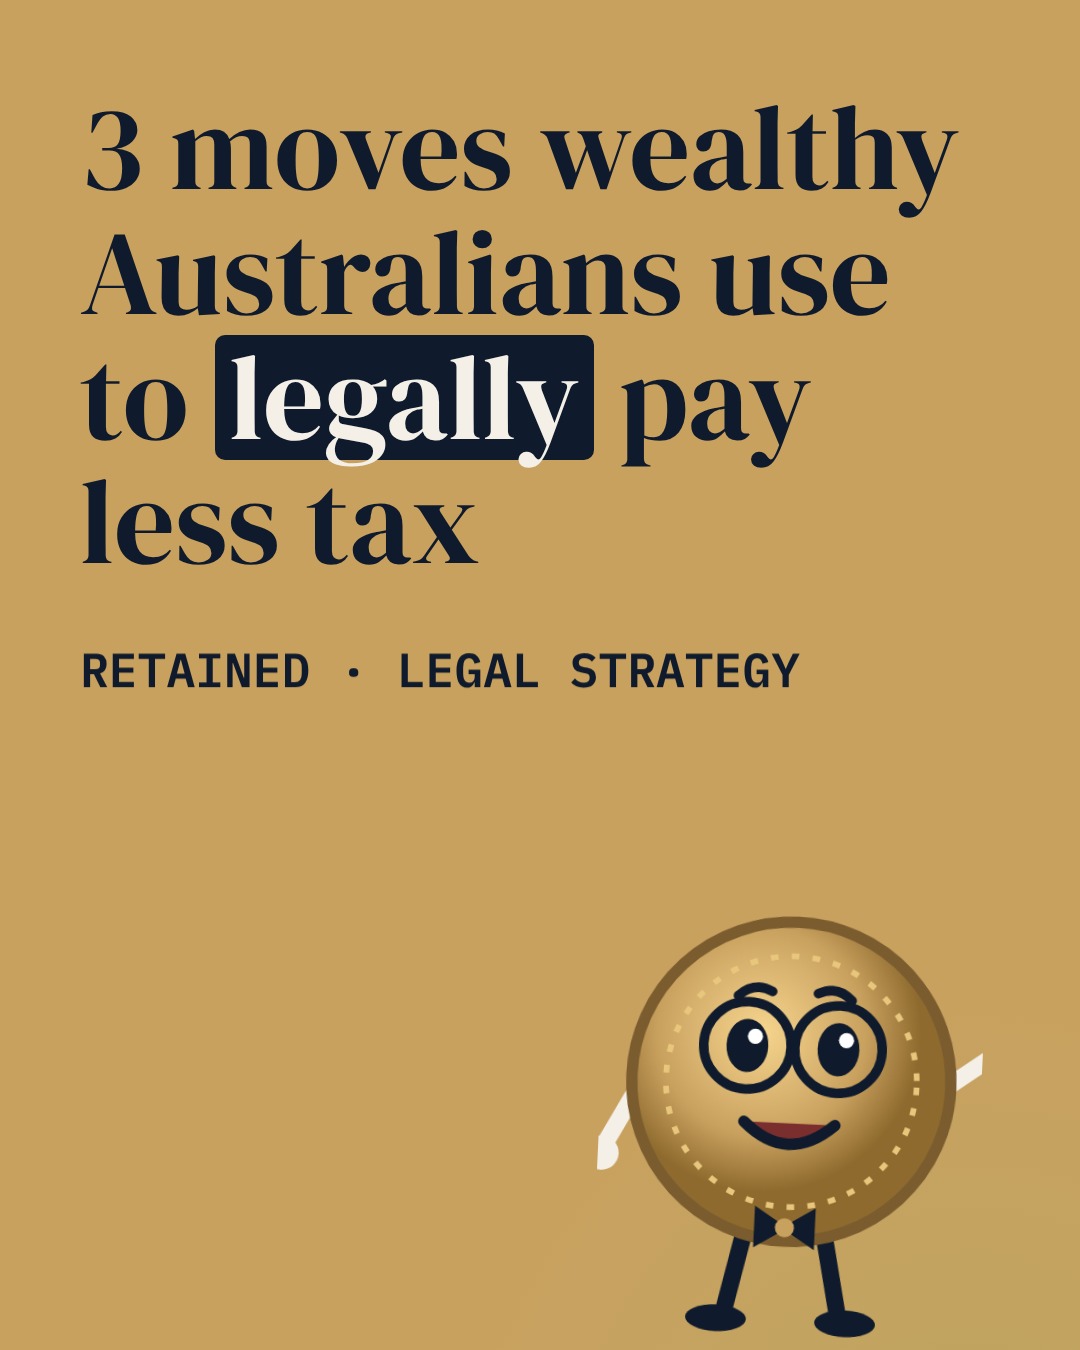 3 moves wealthy
Australians use
to legally pay
less tax
RETAINED · LEGAL STRATEGY